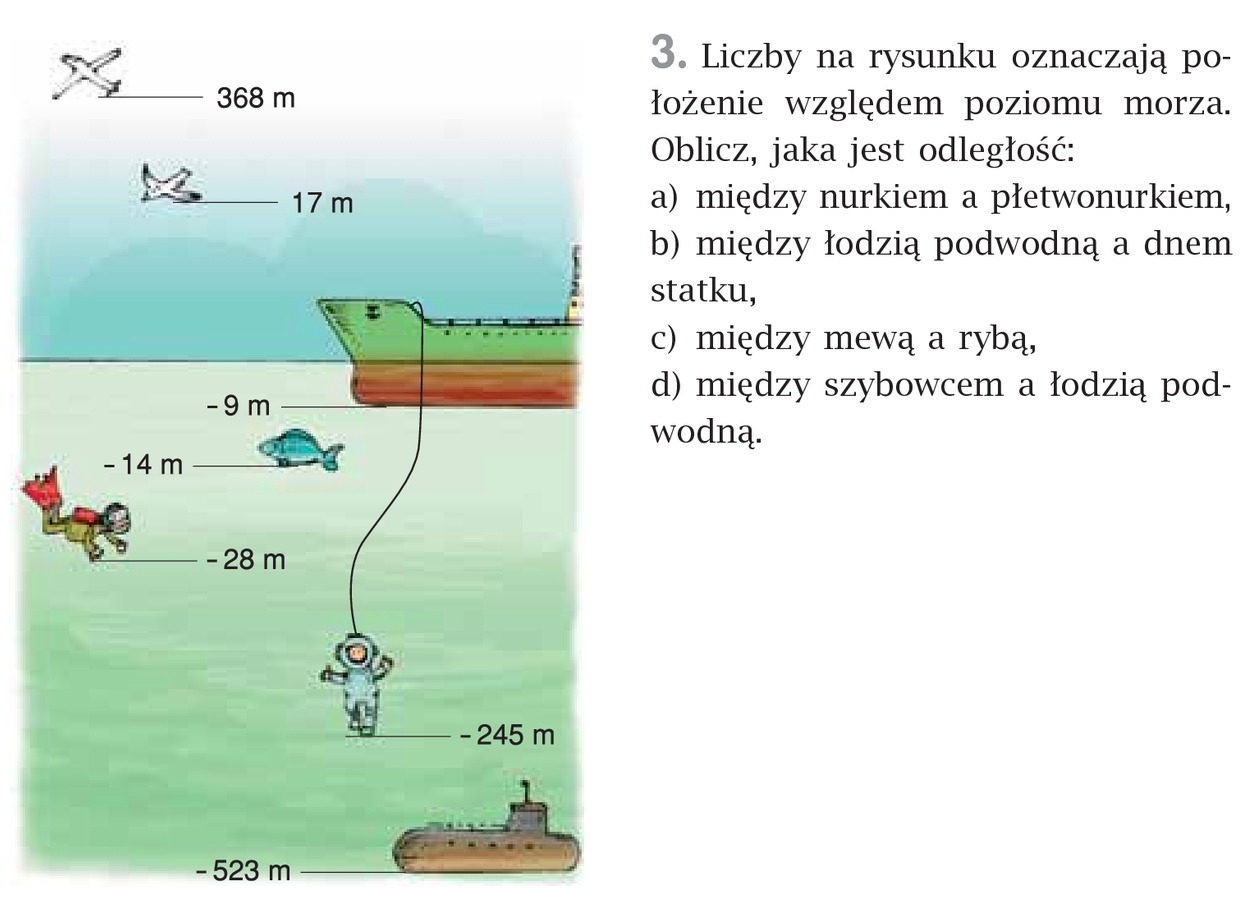 368 m
17 m
- 9 m
- 14 m
- 28 m
- 245 m
- 523 m
3. Liczby na rysunku oznaczają po-
łożenie względem poziomu morza.
Oblicz, jaka jest odległość:
a) między nurkiem a płetwonurkiem,
b) między łodzią podwodną a dnem
statku,
c) między mewą a rybą,
d) między szybowcem a łodzią pod-
wodną.